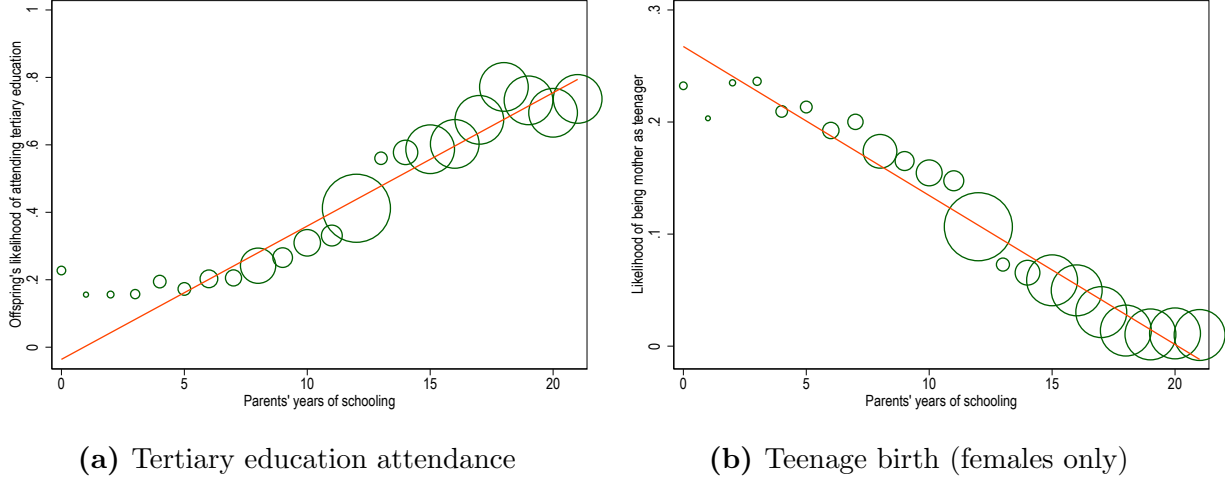 Offspring's likelihood of attending tertiary education
1
.8
.6
.4
.2
0
0 5 10 15 20
Parents' years of schooling
(a) Tertiary education attendance
Likelihood of being mother as teenager
.3
.2
.1
0
0 5 10 15 20
Parents' years of schooling
(b) Teenage birth (females only)